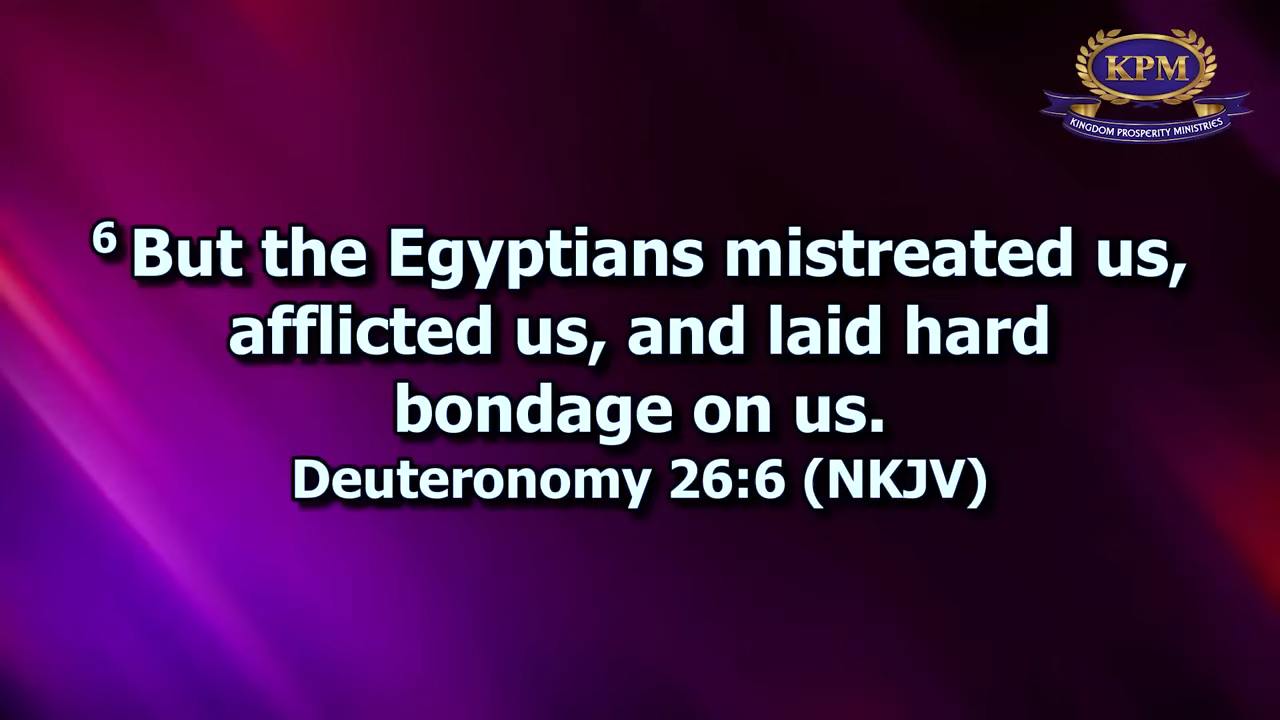 KPM
KINGDOM PROSPERITY MINISTRIES
6 But the Egyptians mistreated us,
afflicted us, and laid hard
bondage on us.
Deuteronomy 26:6 (NKJV)